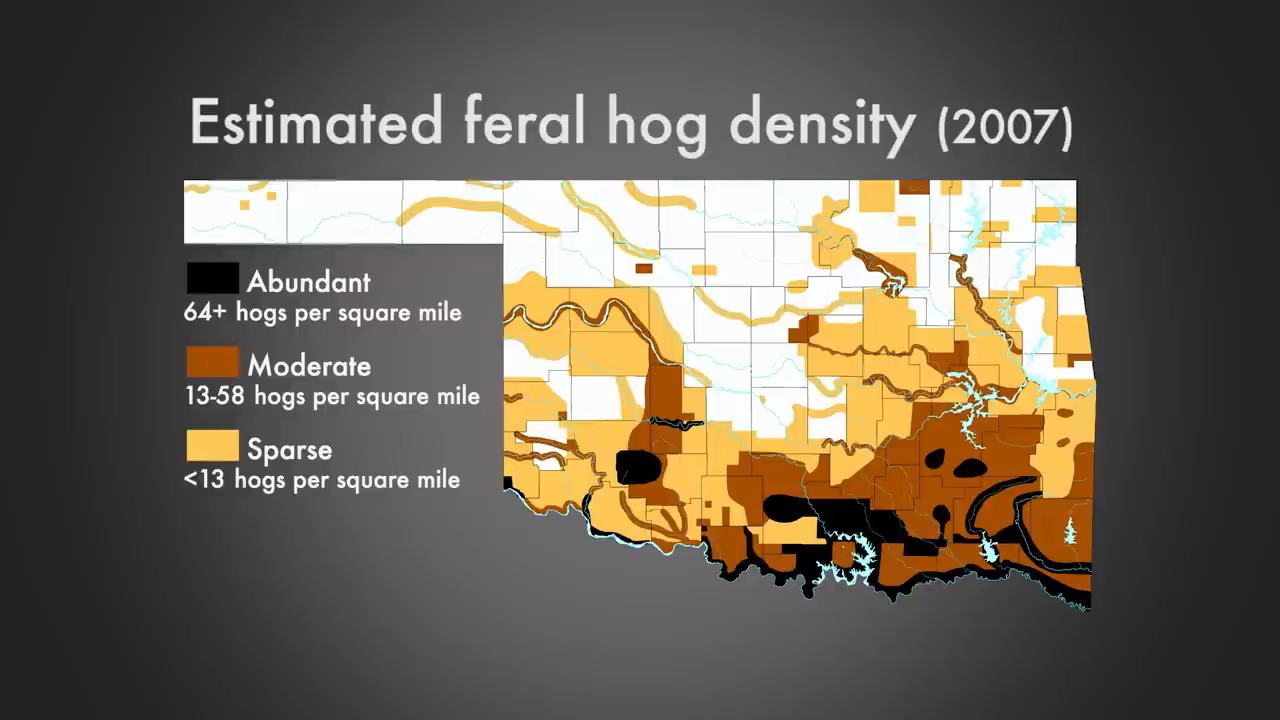 Estimated feral hog density (2007)
Abundant
64+ hogs per square mile
Moderate
13-58 hogs per square mile
Sparse
<13 hogs per square mile